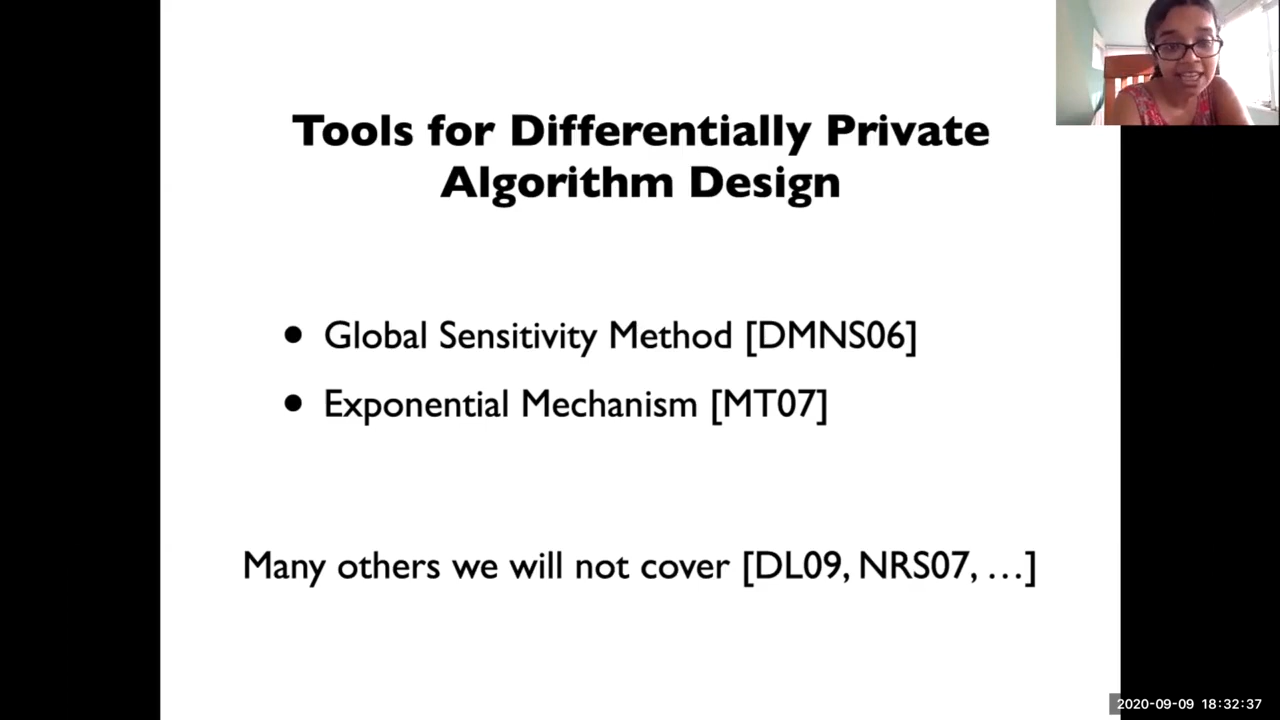 Tools for Differentially Private
Algorithm Design
• Global Sensitivity Method [DMNS06]
• Exponential Mechanism [MT07]
Many others we will not cover [DL09, NRS07, …]
2020-09-09 18:32:37